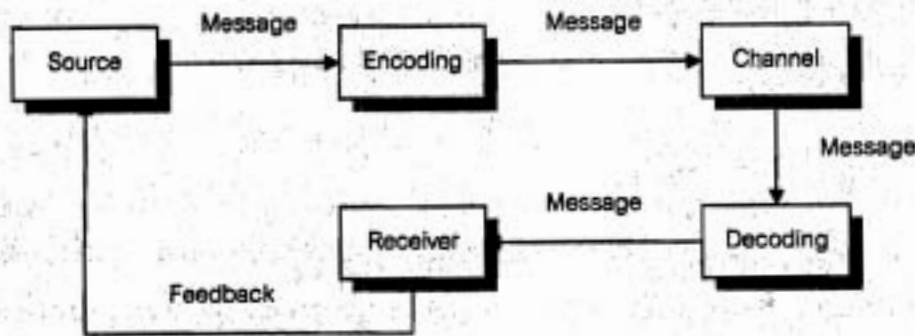 Message
Message
Source
Encoding
Channel
Message
Message
Receiver
Decoding
Feedback